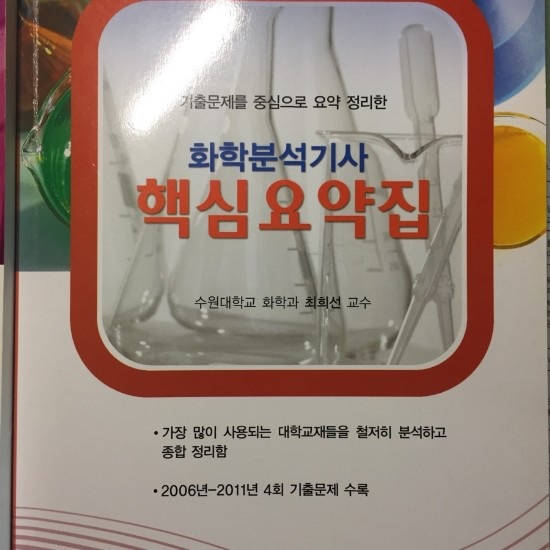 기출문제를 중심으로 요약 정리한
화학분석기사
핵심요약집
수원대학교 화학과 최희선 교수
• 가장 많이 사용되는 대학교재들을 철저히 분석하고
종합 정리함
• 2006년-2011년 4회 기출문제 수록